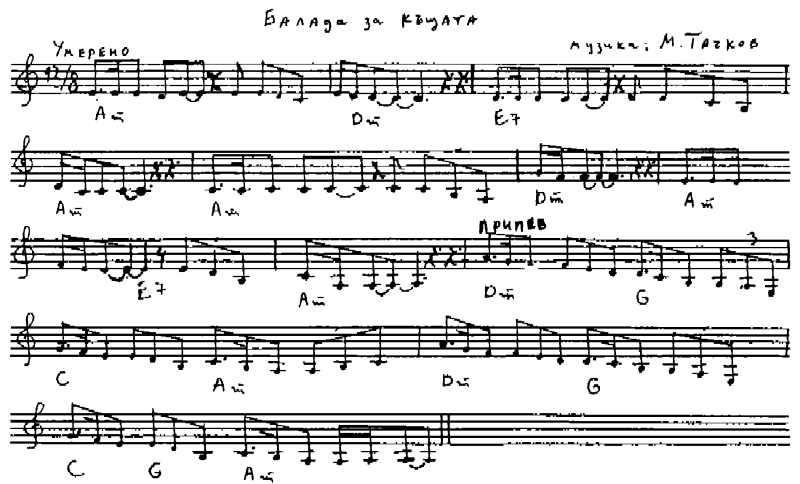 Балада за къщата
Умерено
музика: М. Тачков
12/8
Am Dm E7
Am Am Dm Am
припев
3
E7 Am Dm G
C Am Dm G
C G Am